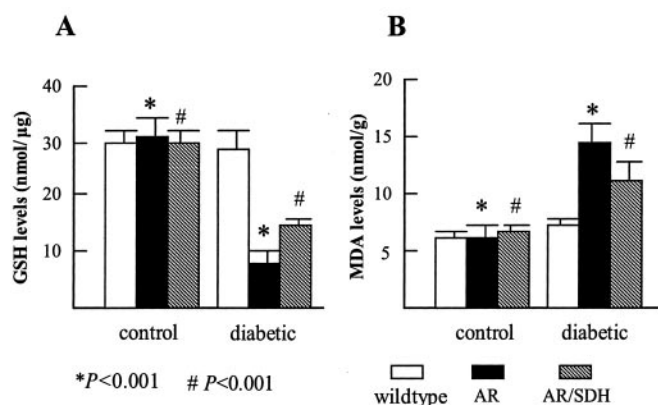 A
GSH levels (nmol/µg)
40
30
20
10
* #
* #
control diabetic
*P<0.001 # P<0.001
B
MDA levels (nmol/g)
20
15
10
5
* #
* #
control diabetic
wildtype AR AR/SDH